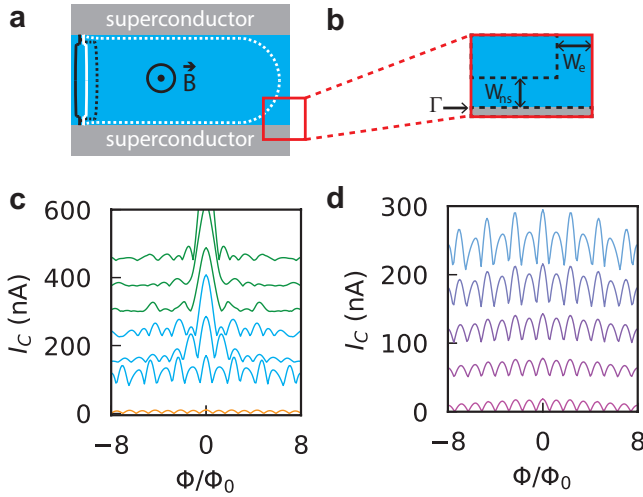 a
superconductor
B
superconductor
b
W_e
W_ns
Γ
c
I_C (nA)
600
400
200
0
−8
0
8
Φ/Φ_0
d
I_C (nA)
300
200
100
0
−8
0
8
Φ/Φ_0